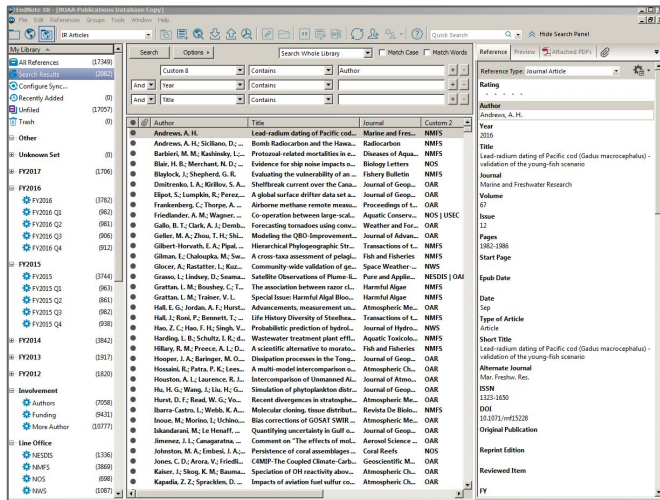 EndNote X8 - [NOAA Publications Database Copy]
File Edit References Groups Tools Window Help
IR Articles
Quick Search
Hide Search Panel
My Library
All References (17349)
Search Results (2082)
Configure Sync...
Recently Added (0)
Unfiled (17057)
Trash (0)
Other
Unknown Set (0)
FY2017 (1706)
FY2016
FY2016 (3782)
FY2016 Q1 (982)
FY2016 Q2 (981)
FY2016 Q3 (906)
FY2016 Q4 (912)
FY2015
FY2015 (3744)
FY2015 Q1 (963)
FY2015 Q2 (861)
FY2015 Q3 (982)
FY2015 Q4 (938)
FY2014 (3842)
FY2013 (1917)
FY2012 (1820)
Involvement
Authors (7058)
Funding (9431)
More Author (10777)
Line Office
NESDIS (1336)
NMFS (3869)
NOS (698)
NWS (1087)
Search Options Search Whole Library Match Case Match Words
Custom 8 Contains Author
And Year Contains
And Title Contains
Author Title Journal Custom 2
Andrews, A. H. Lead-radium dating of Pacific cod... Marine and Fres... NMFS
Andrews, A. H.; Siciliano, D.; ... Bomb Radiocarbon and the Hawa... Radiocarbon NMFS
Barbieri, M. M.; Kashinsky, L.;... Protozoal-related mortalities in e... Diseases of Aqua... NMFS
Blair, H. B.; Merchant, N. D.; ... Evidence for ship noise impacts o... Biology Letters NOS
Blaylock, J.; Shepherd, G. R. Evaluating the vulnerability of an ... Fishery Bulletin NMFS
Dmitrenko, I. A.; Kirillov, S. A... Shelfbreak current over the Cana... Journal of Geop... OAR
Elipot, S.; Lumpkin, R.; Perez,... A global surface drifter data set a... Journal of Geop... OAR
Frankenberg, C.; Thorpe, A. ... Airborne methane remote measu... Proceedings of t... OAR
Friedlander, A. M.; Wagner, ... Co-operation between large-scal... Aquatic Conserv... NOS | USEC
Gallo, B. T.; Clark, A. J.; Demb... Forecasting tornadoes using conv... Weather and For... OAR
Geller, M. A.; Zhou, T. H.; Shi... Modeling the QBO-Improvement... Journal of Advan... OAR
Gilbert-Horvath, E. A.; Pipal, ... Hierarchical Phylogeographic Str... Transactions of t... NMFS
Gilman, E.; Chaloupka, M.; Sw... A cross-taxa assessment of pelagi... Fish and Fisheries NMFS
Glocer, A.; Rastatter, L.; Kuz... Community-wide validation of ge... Space Weather-... NWS
Grasso, L.; Lindsey, D.; Seama... Satellite Observations of Plume-li... Pure and Applie... NESDIS | OAI
Grattan, L. M.; Boushey, C.; T... The association between razor cl... Harmful Algae NMFS
Grattan, L. M.; Trainer, V. L. Special Issue: Harmful Algal Bloo... Harmful Algae NMFS
Hall, E. G.; Jordan, A. F.; Hurst... Advancements, measurement un... Atmospheric Me... OAR
Hall, J.; Roni, P.; Bennett, T.; ... Life History Diversity of Steelhea... Transactions of t... NMFS
Hao, Z. C.; Hao, F. H.; Singh, V... Probabilistic prediction of hydrol... Journal of Hydro... NWS
Harding, L. B.; Schultz, I. R.; d... Wastewater treatment plant effl... Aquatic Toxicolo... NMFS
Hillary, R. M.; Preece, A. L.; D... A scientific alternative to morato... Fish and Fisheries NMFS
Hooper, J. A.; Baringer, M. O.... Dissipation processes in the Tong... Journal of Geop... OAR
Hossaini, R.; Patra, P. K.; Lees... A multi-model intercomparison o... Atmospheric Ch... OAR
Houston, A. L.; Laurence, R. J... Intercomparison of Unmanned Ai... Journal of Atmo... OAR
Hu, H. G.; Wang, J.; Liu, H.; G... Simulation of phytoplankton distr... Journal of Geop... OAR
Hurst, D. F.; Read, W. G.; Vo... Recent divergences in stratosphe... Atmospheric Me... OAR
Ibarra-Castro, L.; Webb, K. A.... Molecular cloning, tissue distribut... Revista De Biolo... NMFS
Inoue, M.; Morino, I.; Uchino,... Bias corrections of GOSAT SWIR ... Atmospheric Me... OAR
Iskandarani, M.; Le Henaff, ... Quantifying uncertainty in Gulf o... Journal of Geop... OAR
Jimenez, J. L.; Canagaratna, ... Comment on "The effects of mol... Aerosol Science ... OAR
Johnston, M. A.; Embesi, J. A.;... Persistence of coral assemblages ... Coral Reefs NOS
Jones, C. D.; Arora, V.; Friedli... C4MIP-The Coupled Climate-Carb... Geoscientific M... OAR
Kaiser, J.; Skog, K. M.; Bauma... Speciation of OH reactivity above... Atmospheric Ch... OAR
Kapadia, Z. Z.; Spracklen, D. ... Impacts of aviation fuel sulfur co... Atmospheric Ch... OAR
Reference Preview Attached PDFs
Reference Type: Journal Article
Rating
Author
Andrews, A. H.
Year
2016
Title
Lead-radium dating of Pacific cod (Gadus macrocephalus) -
validation of the young-fish scenario
Journal
Marine and Freshwater Research
Volume
67
Issue
12
Pages
1982-1986
Start Page
Epub Date
Date
Sep
Type of Article
Article
Short Title
Lead-radium dating of Pacific cod (Gadus macrocephalus) -
validation of the young-fish scenario
Alternate Journal
Mar. Freshw. Res.
ISSN
1323-1650
DOI
10.1071/mf15228
Original Publication
Reprint Edition
Reviewed Item
FY